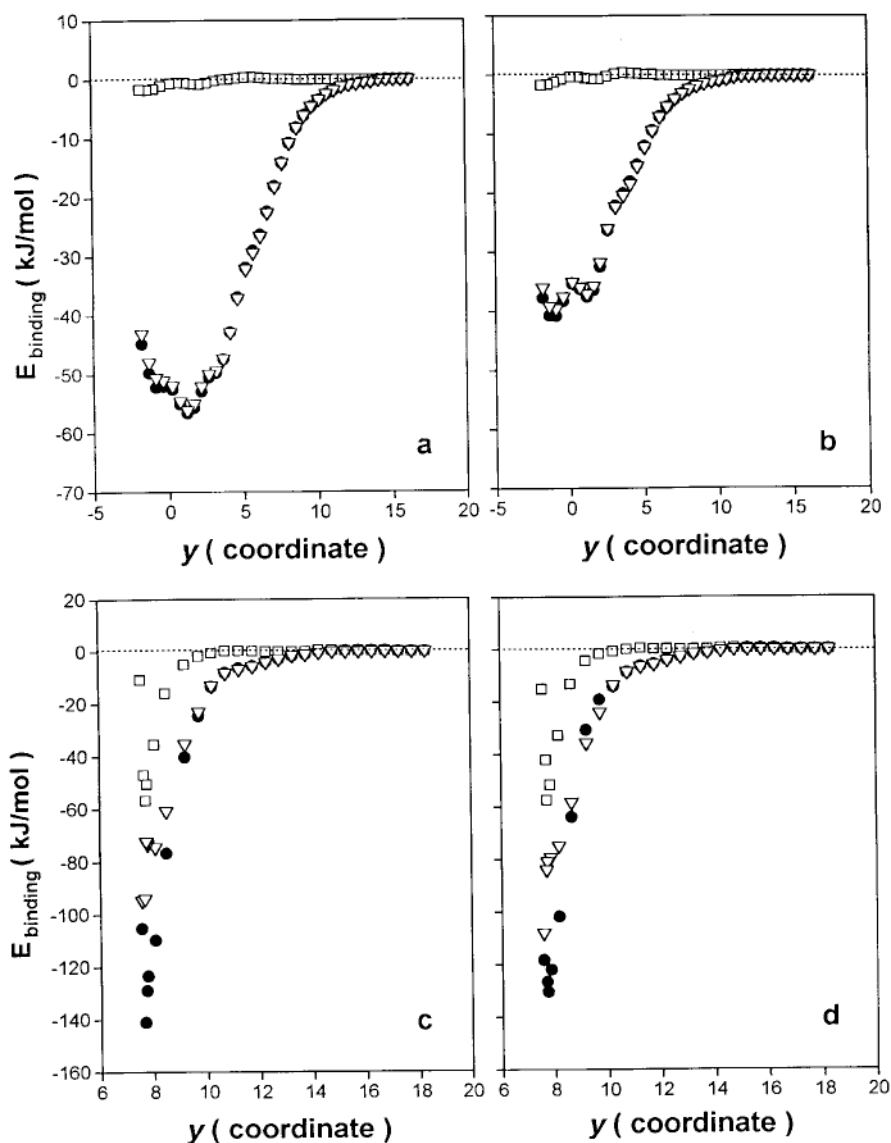 10
0
-10
-20
-30
-40
-50
-60
-70
E binding ( kJ/mol )
-5 0 5 10 15 20
y ( coordinate )
a
-5 0 5 10 15 20
y ( coordinate )
b
20
0
-20
-40
-60
-80
-100
-120
-140
-160
E binding ( kJ/mol )
6 8 10 12 14 16 18 20
y ( coordinate )
c
6 8 10 12 14 16 18 20
y ( coordinate )
d